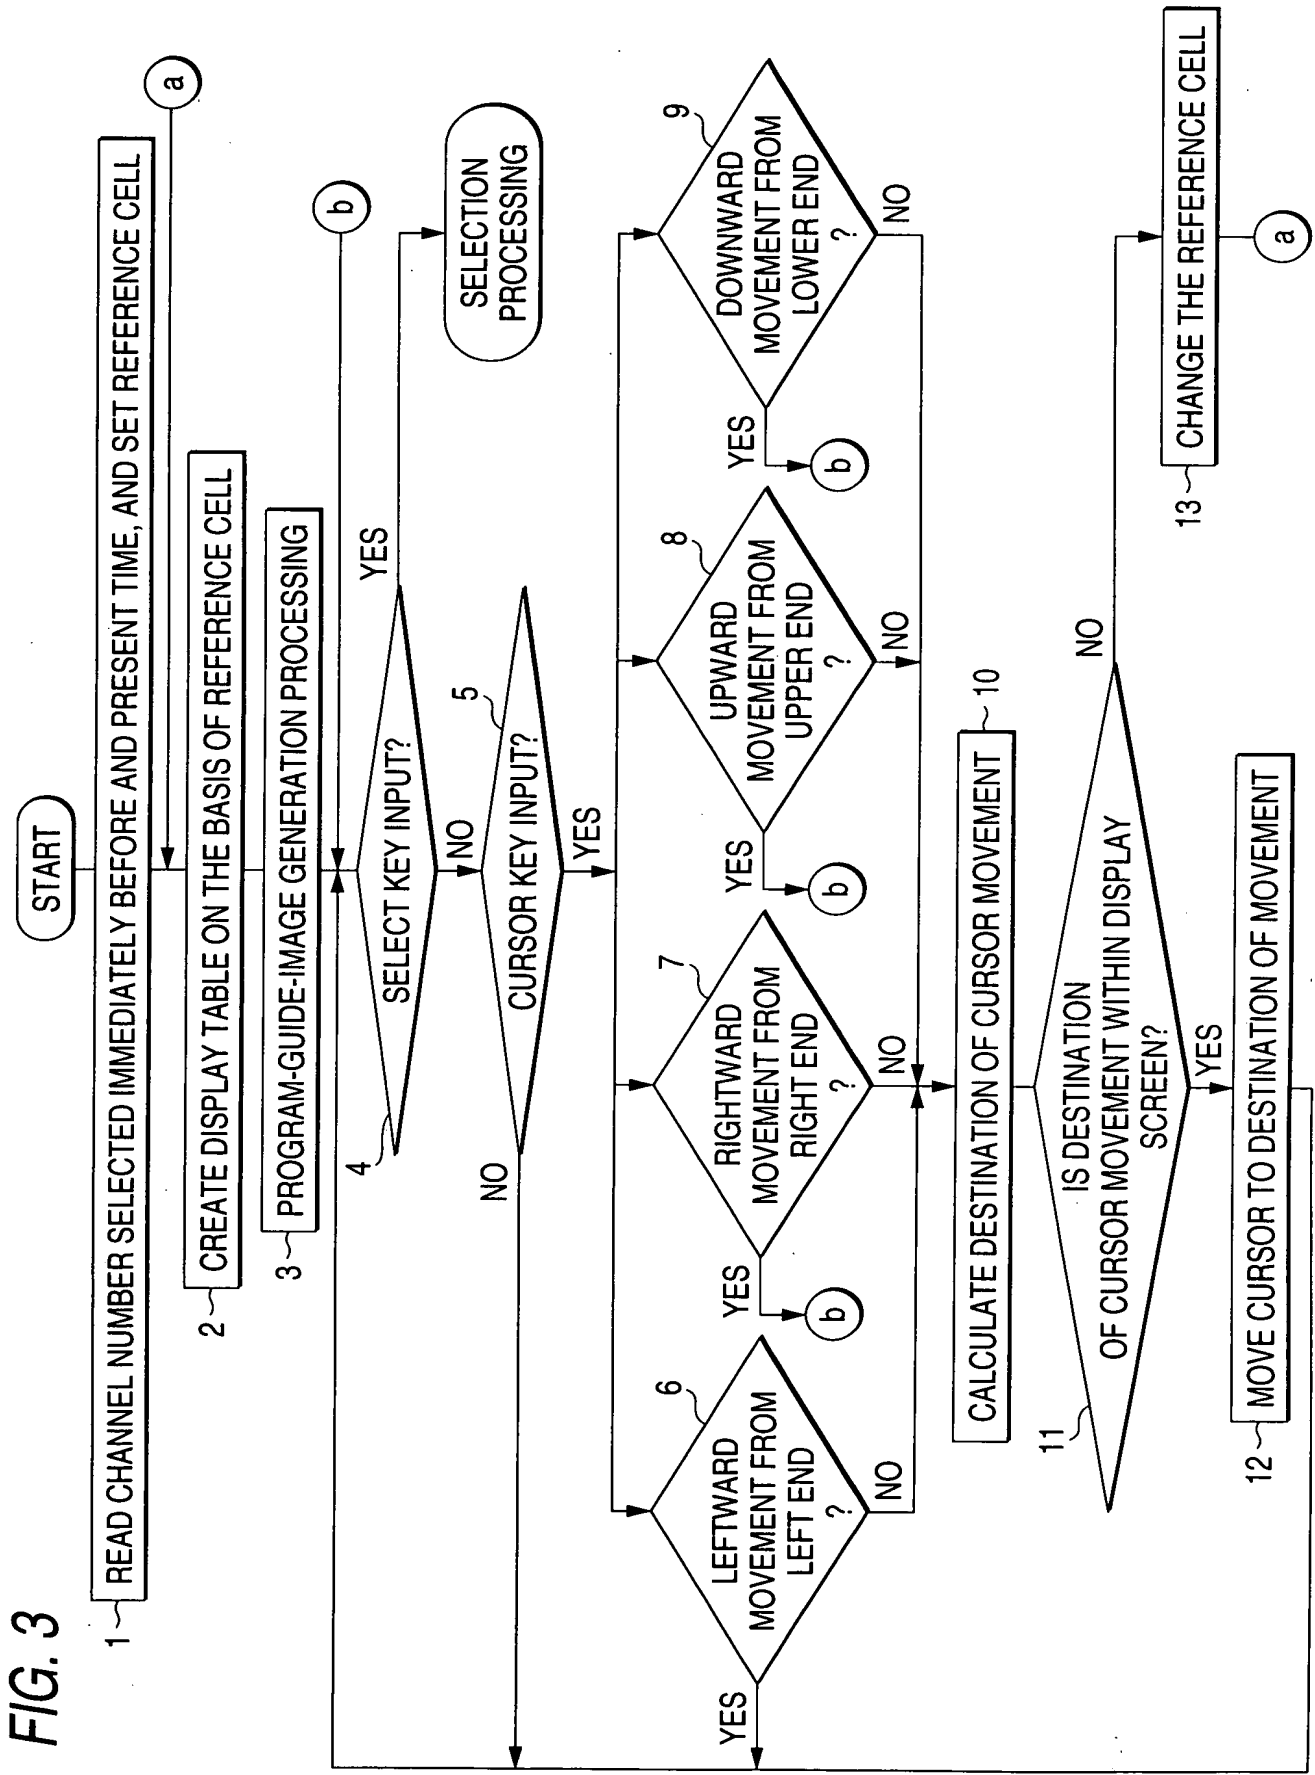 FIG. 3
START
1
READ CHANNEL NUMBER SELECTED IMMEDIATELY BEFORE AND PRESENT TIME, AND SET REFERENCE CELL
a
2
CREATE DISPLAY TABLE ON THE BASIS OF REFERENCE CELL
3
PROGRAM-GUIDE-IMAGE GENERATION PROCESSING
b
4
SELECT KEY INPUT?
YES
SELECTION
PROCESSING
NO
5
CURSOR KEY INPUT?
NO
YES
6
LEFTWARD
MOVEMENT FROM
LEFT END
?
YES
NO
7
RIGHTWARD
MOVEMENT FROM
RIGHT END
?
YES
b
NO
8
UPWARD
MOVEMENT FROM
UPPER END
?
YES
b
NO
9
DOWNWARD
MOVEMENT FROM
LOWER END
?
YES
b
NO
CALCULATE DESTINATION OF CURSOR MOVEMENT
10
11
IS DESTINATION
OF CURSOR MOVEMENT WITHIN DISPLAY
SCREEN?
NO
YES
12
MOVE CURSOR TO DESTINATION OF MOVEMENT
13
CHANGE THE REFERENCE CELL
a